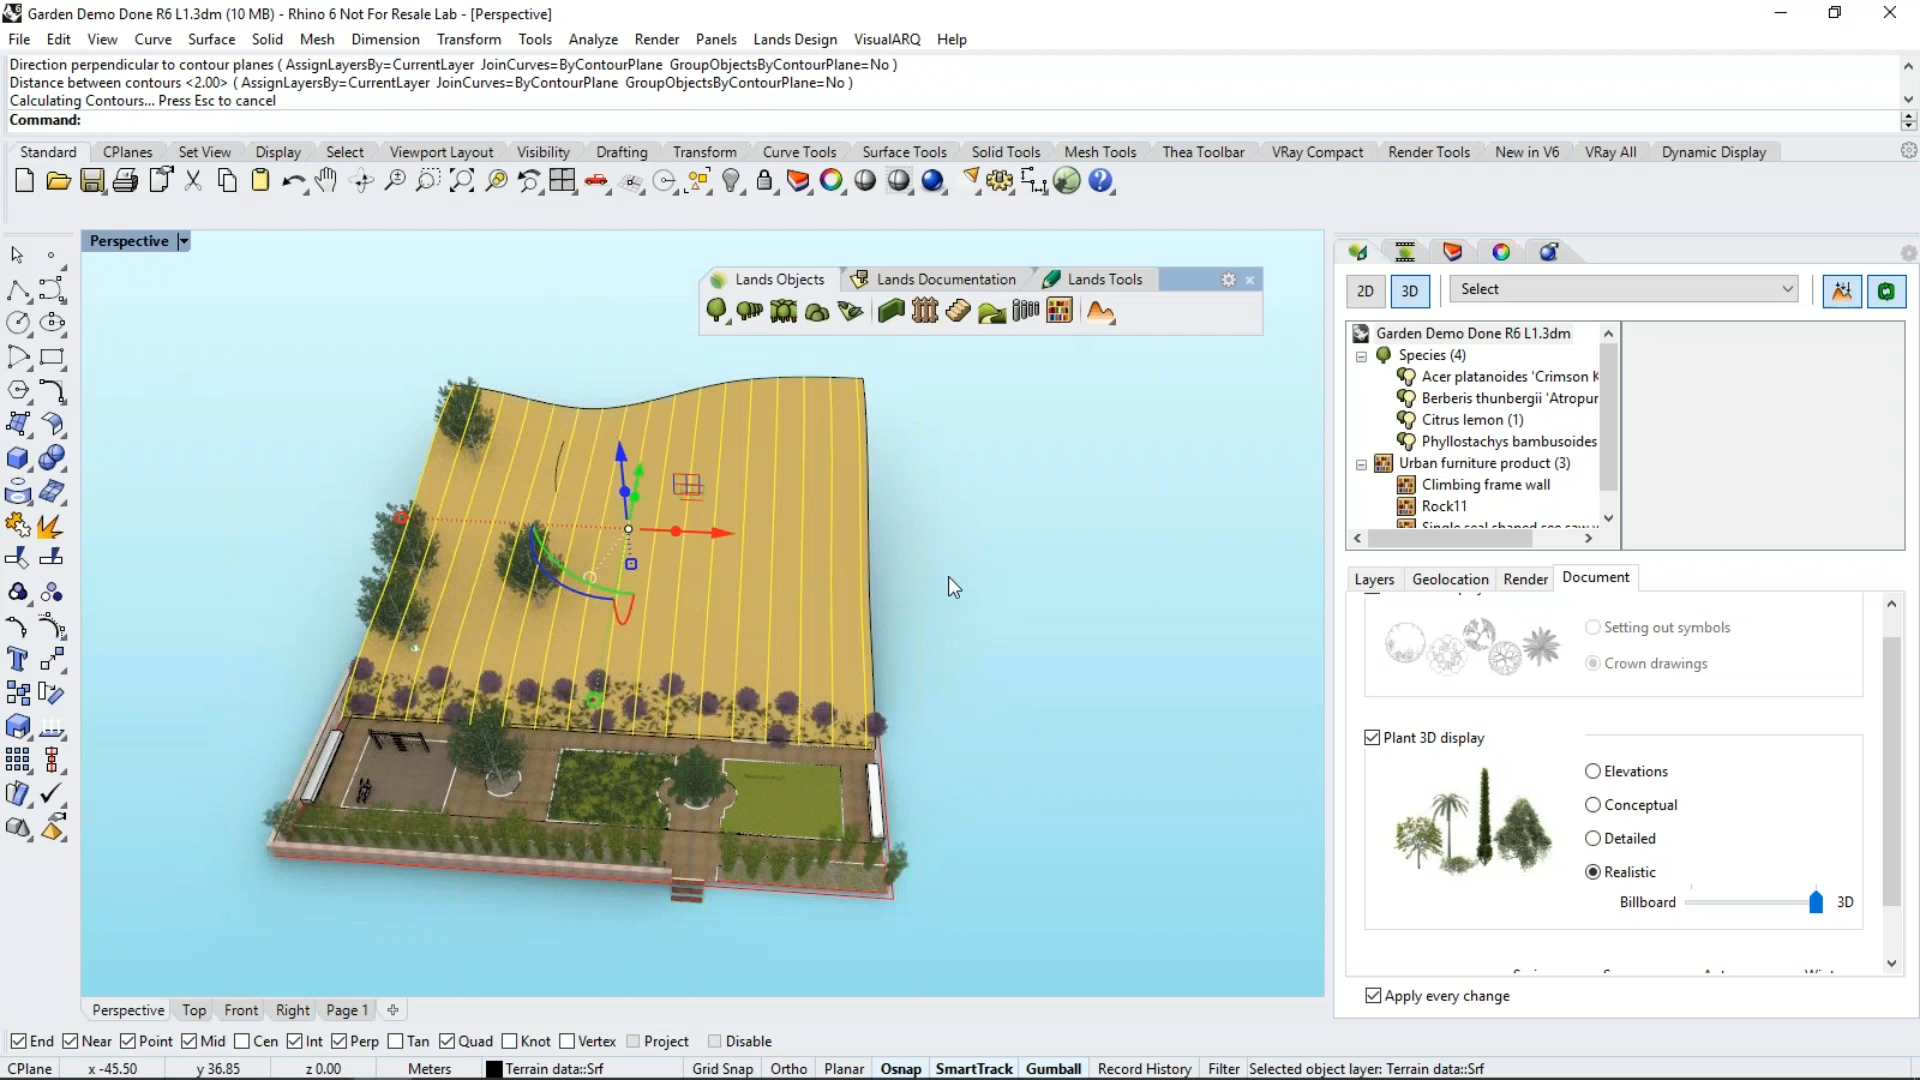 Garden Demo Done R6 L1.3dm (10 MB) - Rhino 6 Not For Resale Lab - [Perspective]
File Edit View Curve Surface Solid Mesh Dimension Transform Tools Analyze Render Panels Lands Design VisualARQ Help
Direction perpendicular to contour planes ( AssignLayersBy=CurrentLayer JoinCurves=ByContourPlane GroupObjectsByContourPlane=No )
Distance between contours <2.00> ( AssignLayersBy=CurrentLayer JoinCurves=ByContourPlane GroupObjectsByContourPlane=No )
Calculating Contours... Press Esc to cancel
Command:
Standard CPlanes Set View Display Select Viewport Layout Visibility Drafting Transform Curve Tools Surface Tools Solid Tools Mesh Tools Thea Toolbar VRay Compact Render Tools New in V6 VRay All Dynamic Display
Perspective
Lands Objects Lands Documentation Lands Tools
2D 3D Select
Garden Demo Done R6 L1.3dm
Species (4)
Acer platanoides 'Crimson K
Berberis thunbergii 'Atropur
Citrus lemon (1)
Phyllostachys bambusoides
Urban furniture product (3)
Climbing frame wall
Rock11
Layers Geolocation Render Document
Setting out symbols
Crown drawings
Plant 3D display
Elevations
Conceptual
Detailed
Realistic
Billboard 3D
Apply every change
Perspective Top Front Right Page 1
End Near Point Mid Cen Int Perp Tan Quad Knot Vertex Project Disable
CPlane x -45.50 y 36.85 z 0.00 Meters Terrain data::Srf Grid Snap Ortho Planar Osnap SmartTrack Gumball Record History Filter Selected object layer: Terrain data::Srf